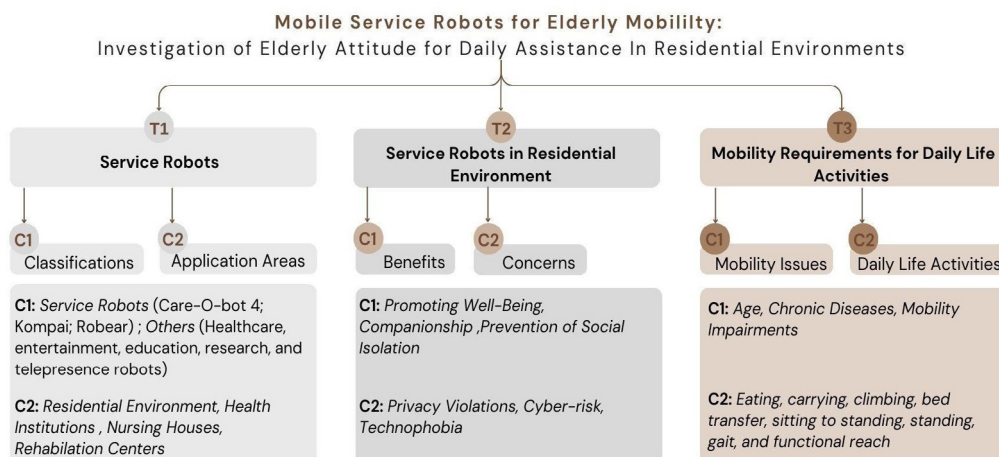 Mobile Service Robots for Elderly Mobililty:
Investigation of Elderly Attitude for Daily Assistance In Residential Environments
T1
Service Robots
C1
Classifications
C2
Application Areas
C1: Service Robots (Care-O-bot 4;
Kompai; Robear) ; Others (Healthcare,
entertainment, education, research, and
telepresence robots)
C2: Residential Environment, Health
Institutions , Nursing Houses,
Rehabilation Centers
T2
Service Robots in Residential
Environment
C1
Benefits
C2
Concerns
C1: Promoting Well-Being,
Companionship ,Prevention of Social
Isolation
C2: Privacy Violations, Cyber-risk,
Technophobia
T3
Mobility Requirements for Daily Life
Activities
C1
Mobility Issues
C2
Daily Life Activities
C1: Age, Chronic Diseases, Mobility
Impairments
C2: Eating, carrying, climbing, bed
transfer, sitting to standing, standing,
gait, and functional reach